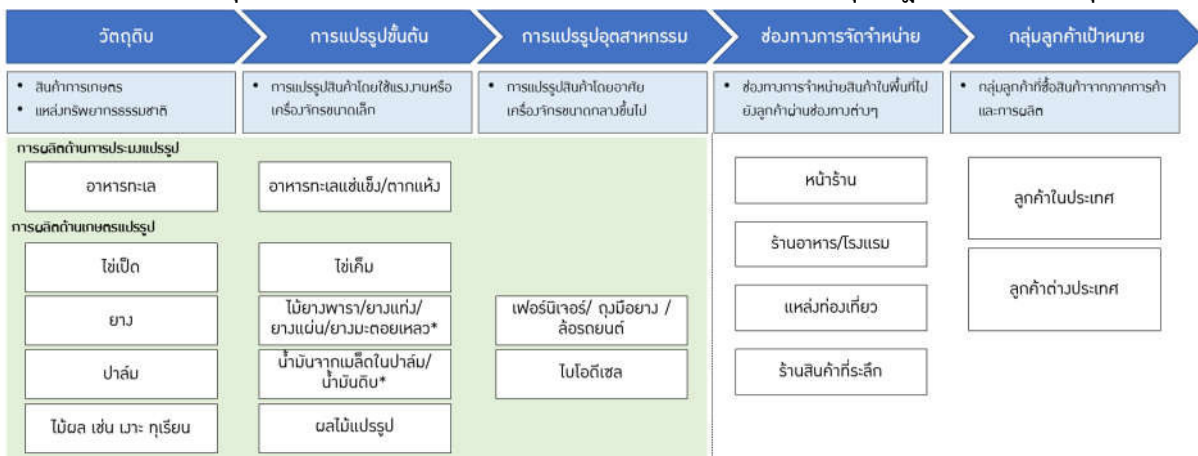 วัตถุดิบ
การแปรรูปขั้นต้น
การแปรรูปอุตสาหกรรม
ช่องทางการจัดจำหน่าย
กลุ่มลูกค้าเป้าหมาย
• สินค้าการเกษตร
• แหล่งทรัพยากรธรรมชาติ
• การแปรรูปสินค้าโดยใช้แรงงานหรือ
เครื่องจักรขนาดเล็ก
• การแปรรูปสินค้าโดยอาศัย
เครื่องจักรขนาดกลางขึ้นไป
• ช่องทางการจำหน่ายสินค้าในพื้นที่ไป
ยังลูกค้าผ่านช่องทางต่างๆ
• กลุ่มลูกค้าที่ซื้อสินค้าจากภาคการค้า
และการผลิต
การผลิตด้านการประมงแปรรูป
อาหารทะเล
อาหารทะเลแช่แข็ง/ตากแห้ง
การผลิตด้านเกษตรแปรรูป
ไข่เป็ด
ไข่เค็ม
ยาง
ไม้ยางพารา/ยางแท่ง/
ยางแผ่น/ยางมะตอยเหลว*
เฟอร์นิเจอร์/ ถุงมือยาง /
ล้อรถยนต์
ปาล์ม
น้ำมันจากเมล็ดในปาล์ม/
น้ำมันดิบ*
ไบโอดีเซล
ไม้ผล เช่น เงาะ ทุเรียน
ผลไม้แปรรูป
หน้าร้าน
ร้านอาหาร/โรงแรม
แหล่งท่องเที่ยว
ร้านสินค้าที่ระลึก
ลูกค้าในประเทศ
ลูกค้าต่างประเทศ